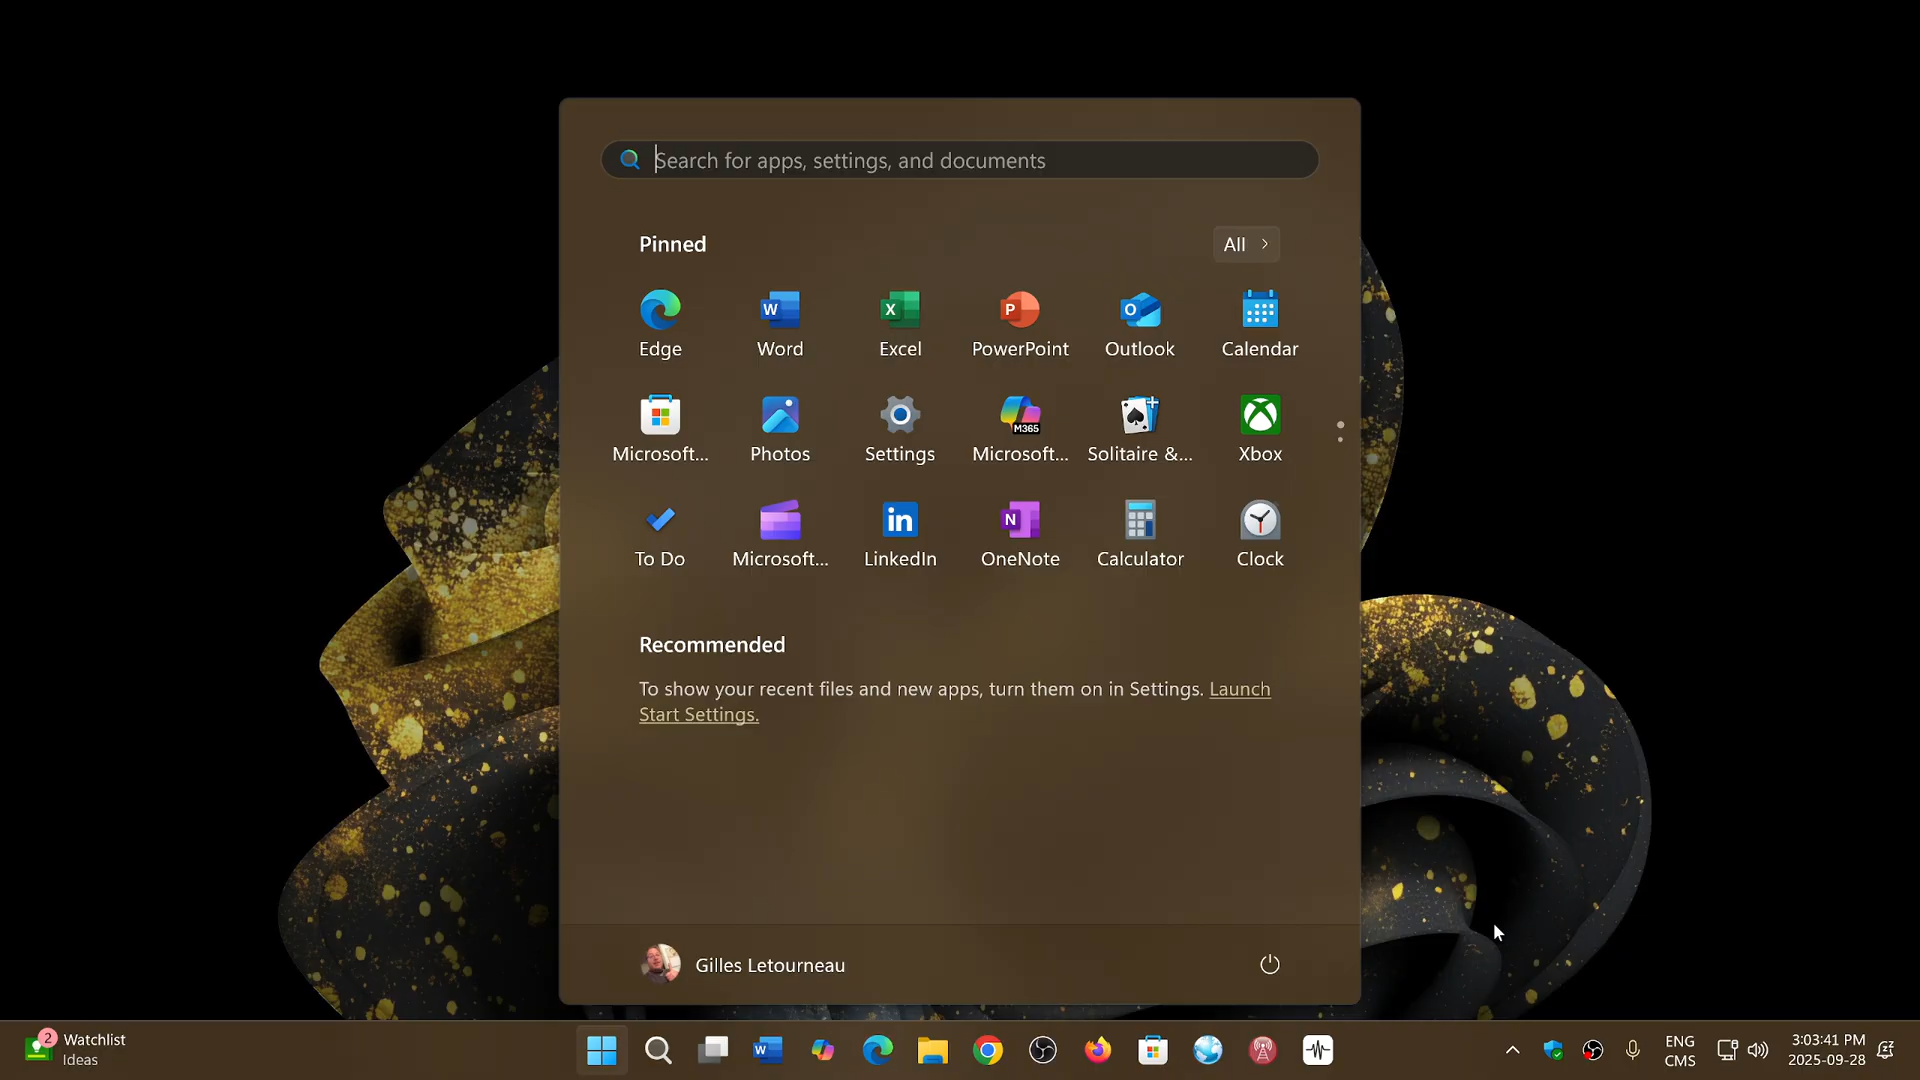 Search for apps, settings, and documents
Pinned
All
Edge
Word
Excel
PowerPoint
Outlook
Calendar
Microsoft...
Photos
Settings
Microsoft...
Solitaire &...
Xbox
M365
To Do
Microsoft...
LinkedIn
OneNote
Calculator
Clock
Recommended
To show your recent files and new apps, turn them on in Settings. Launch
Start Settings.
Gilles Letourneau
2
Watchlist
Ideas
ENG
CMS
3:03:41 PM
2025-09-28